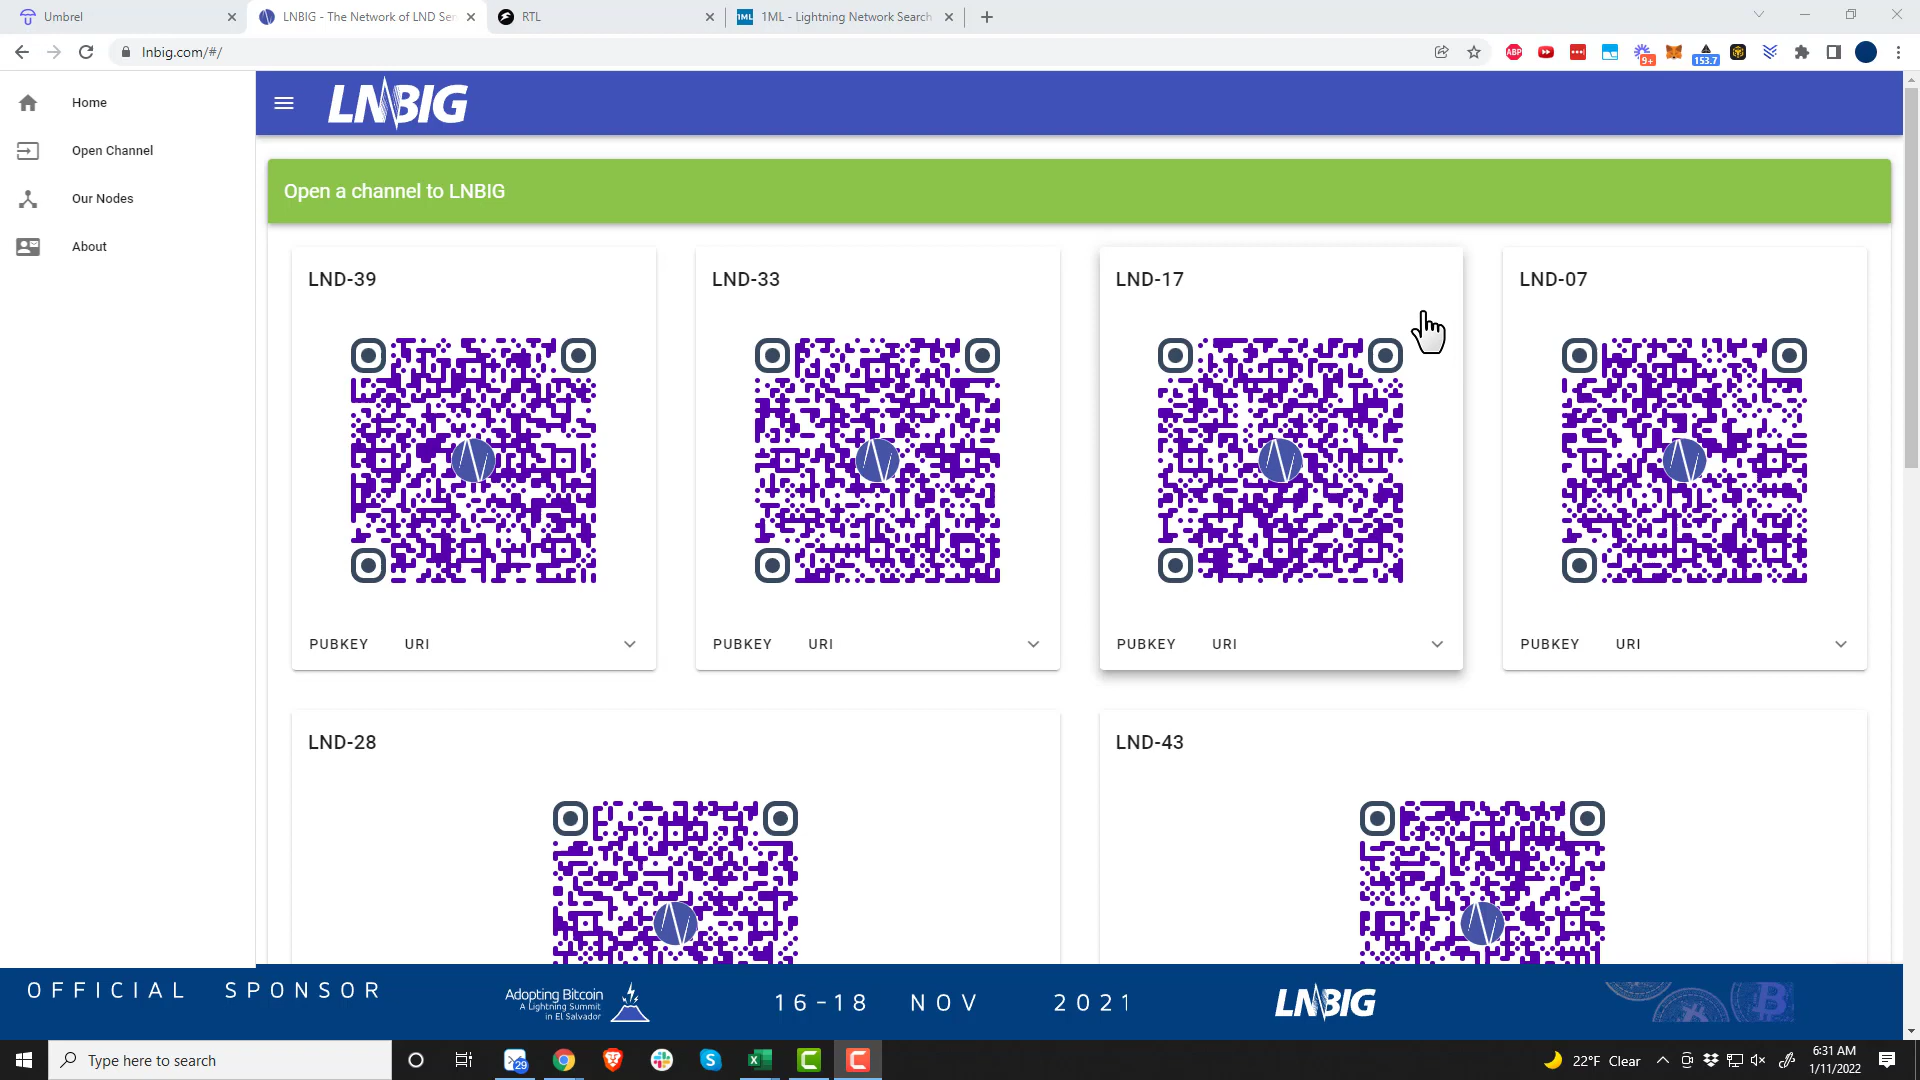 Umbrel
LNBIG - The Network of LND Ser
RTL
1ML - Lightning Network Search
lnbig.com/#/
ABP
9+
153.7
Home
Open Channel
Our Nodes
About
LNBIG
Open a channel to LNBIG
LND-39
LND-33
LND-17
LND-07
PUBKEY URI
PUBKEY URI
PUBKEY URI
PUBKEY URI
LND-28
LND-43
OFFICIAL SPONSOR
Adopting Bitcoin
A Lightning Summit
in El Salvador
16-18 NOV 2021
LNBIG
Type here to search
29
22°F Clear
6:31 AM
1/11/2022